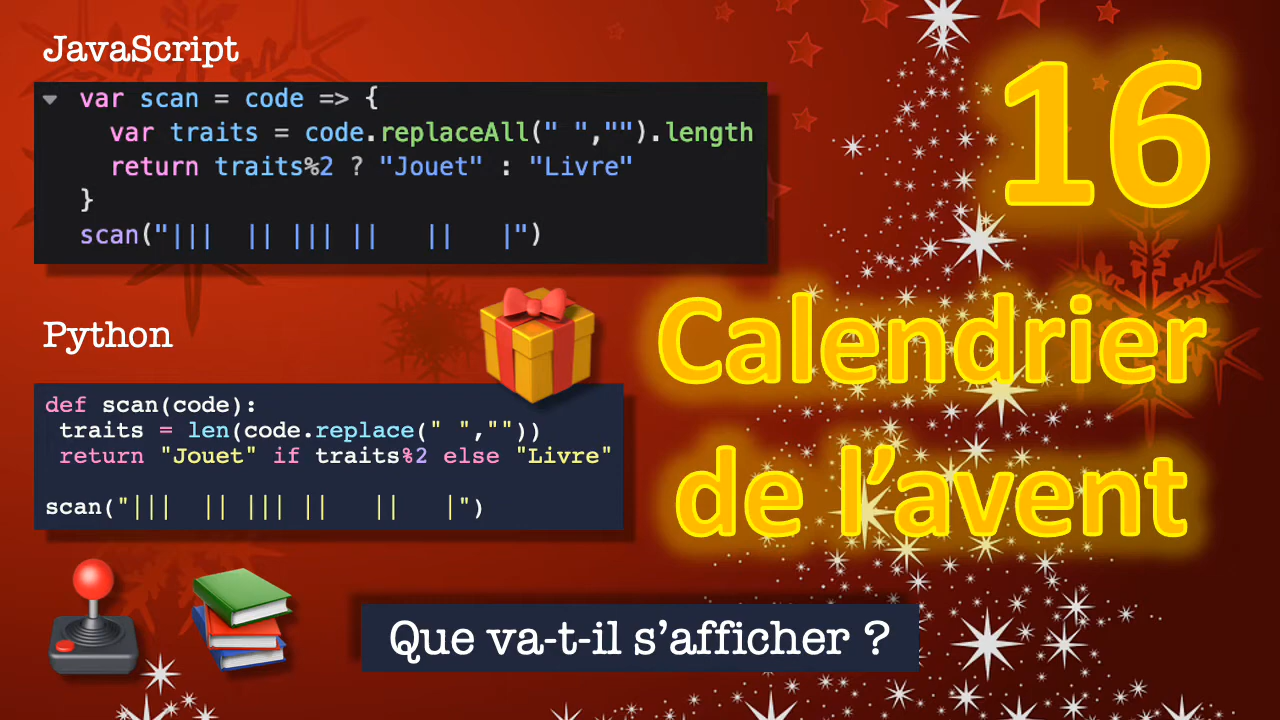 JavaScript
var scan = code => {
  var traits = code.replaceAll(" ","").length
  return traits%2 ? "Jouet" : "Livre"
}
scan("|||  || ||| ||   ||   |")
16
Calendrier
de l’avent
Python
def scan(code):
 traits = len(code.replace(" ",""))
 return "Jouet" if traits%2 else "Livre"
scan("|||  || ||| ||   ||   |")
Que va-t-il s’afficher ?